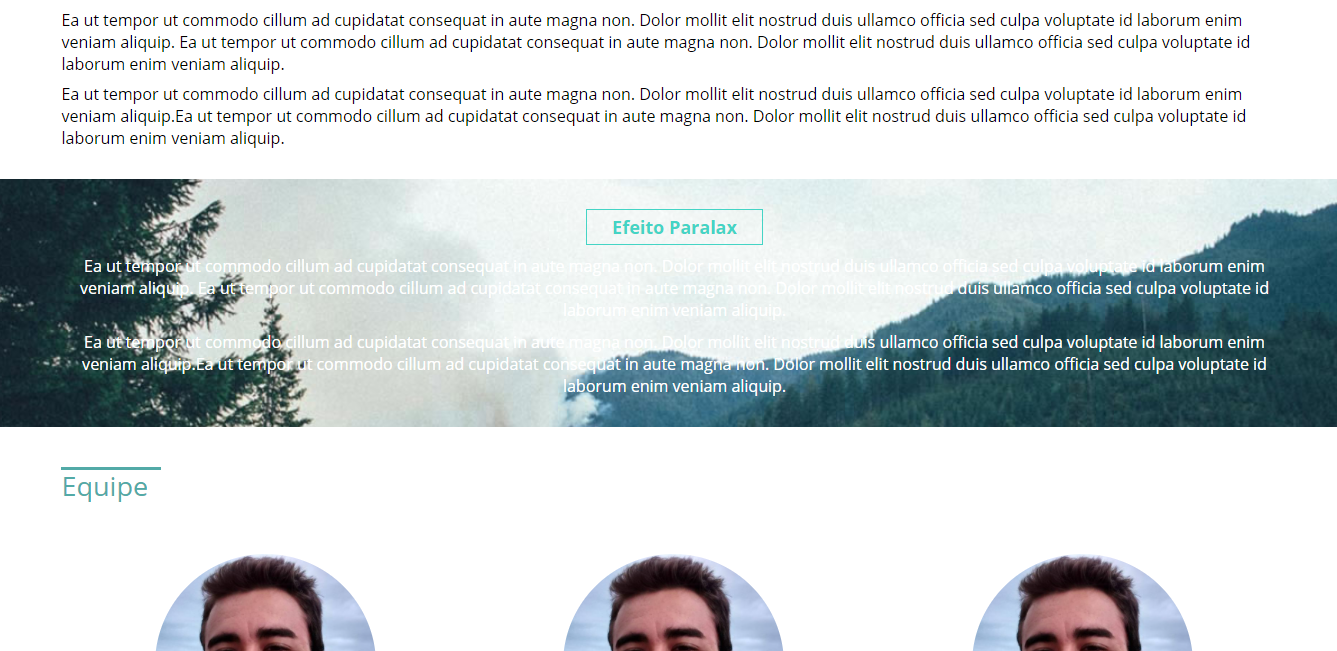 Ea ut tempor ut commodo cillum ad cupidatat consequat in aute magna non. Dolor mollit elit nostrud duis ullamco officia sed culpa voluptate id laborum enim
veniam aliquip. Ea ut tempor ut commodo cillum ad cupidatat consequat in aute magna non. Dolor mollit elit nostrud duis ullamco officia sed culpa voluptate id
laborum enim veniam aliquip.
Ea ut tempor ut commodo cillum ad cupidatat consequat in aute magna non. Dolor mollit elit nostrud duis ullamco officia sed culpa voluptate id laborum enim
veniam aliquip.Ea ut tempor ut commodo cillum ad cupidatat consequat in aute magna non. Dolor mollit elit nostrud duis ullamco officia sed culpa voluptate id
laborum enim veniam aliquip.
Efeito Paralax
Ea ut tempor ut commodo cillum ad cupidatat consequat in aute magna non. Dolor mollit elit nostrud duis ullamco officia sed culpa voluptate id laborum enim
veniam aliquip. Ea ut tempor ut commodo cillum ad cupidatat consequat in aute magna non. Dolor mollit elit nostrud duis ullamco officia sed culpa voluptate id
laborum enim veniam aliquip.
Ea ut tempor ut commodo cillum ad cupidatat consequat in aute magna non. Dolor mollit elit nostrud duis ullamco officia sed culpa voluptate id laborum enim
veniam aliquip.Ea ut tempor ut commodo cillum ad cupidatat consequat in aute magna non. Dolor mollit elit nostrud duis ullamco officia sed culpa voluptate id
laborum enim veniam aliquip.
Equipe